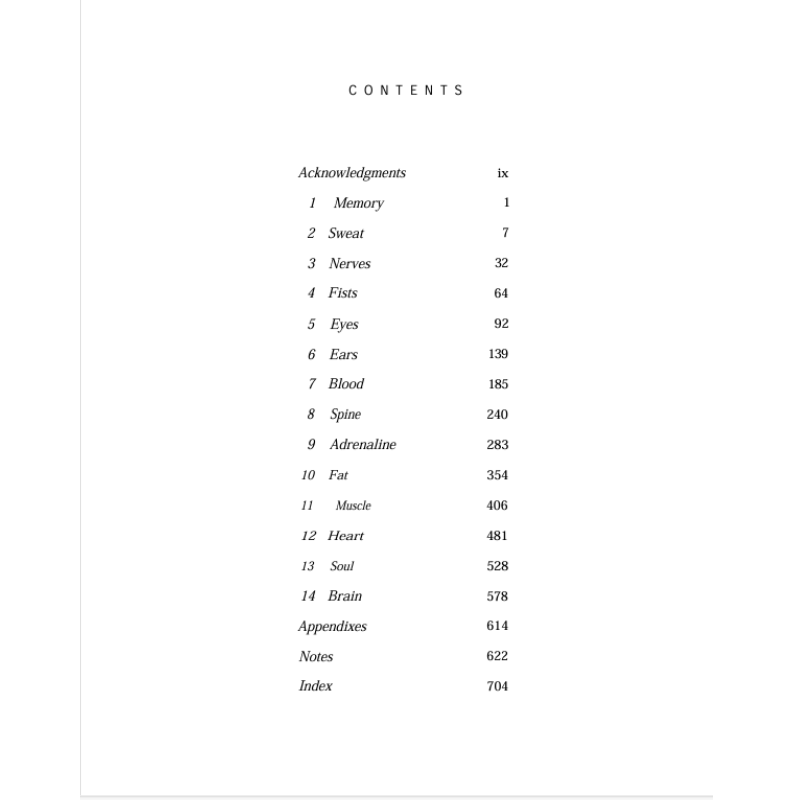 CONTENTS
Acknowledgments ix
1 Memory 1
2 Sweat 7
3 Nerves 32
4 Fists 64
5 Eyes 92
6 Ears 139
7 Blood 185
8 Spine 240
9 Adrenaline 283
10 Fat 354
11 Muscle 406
12 Heart 481
13 Soul 528
14 Brain 578
Appendixes 614
Notes 622
Index 704